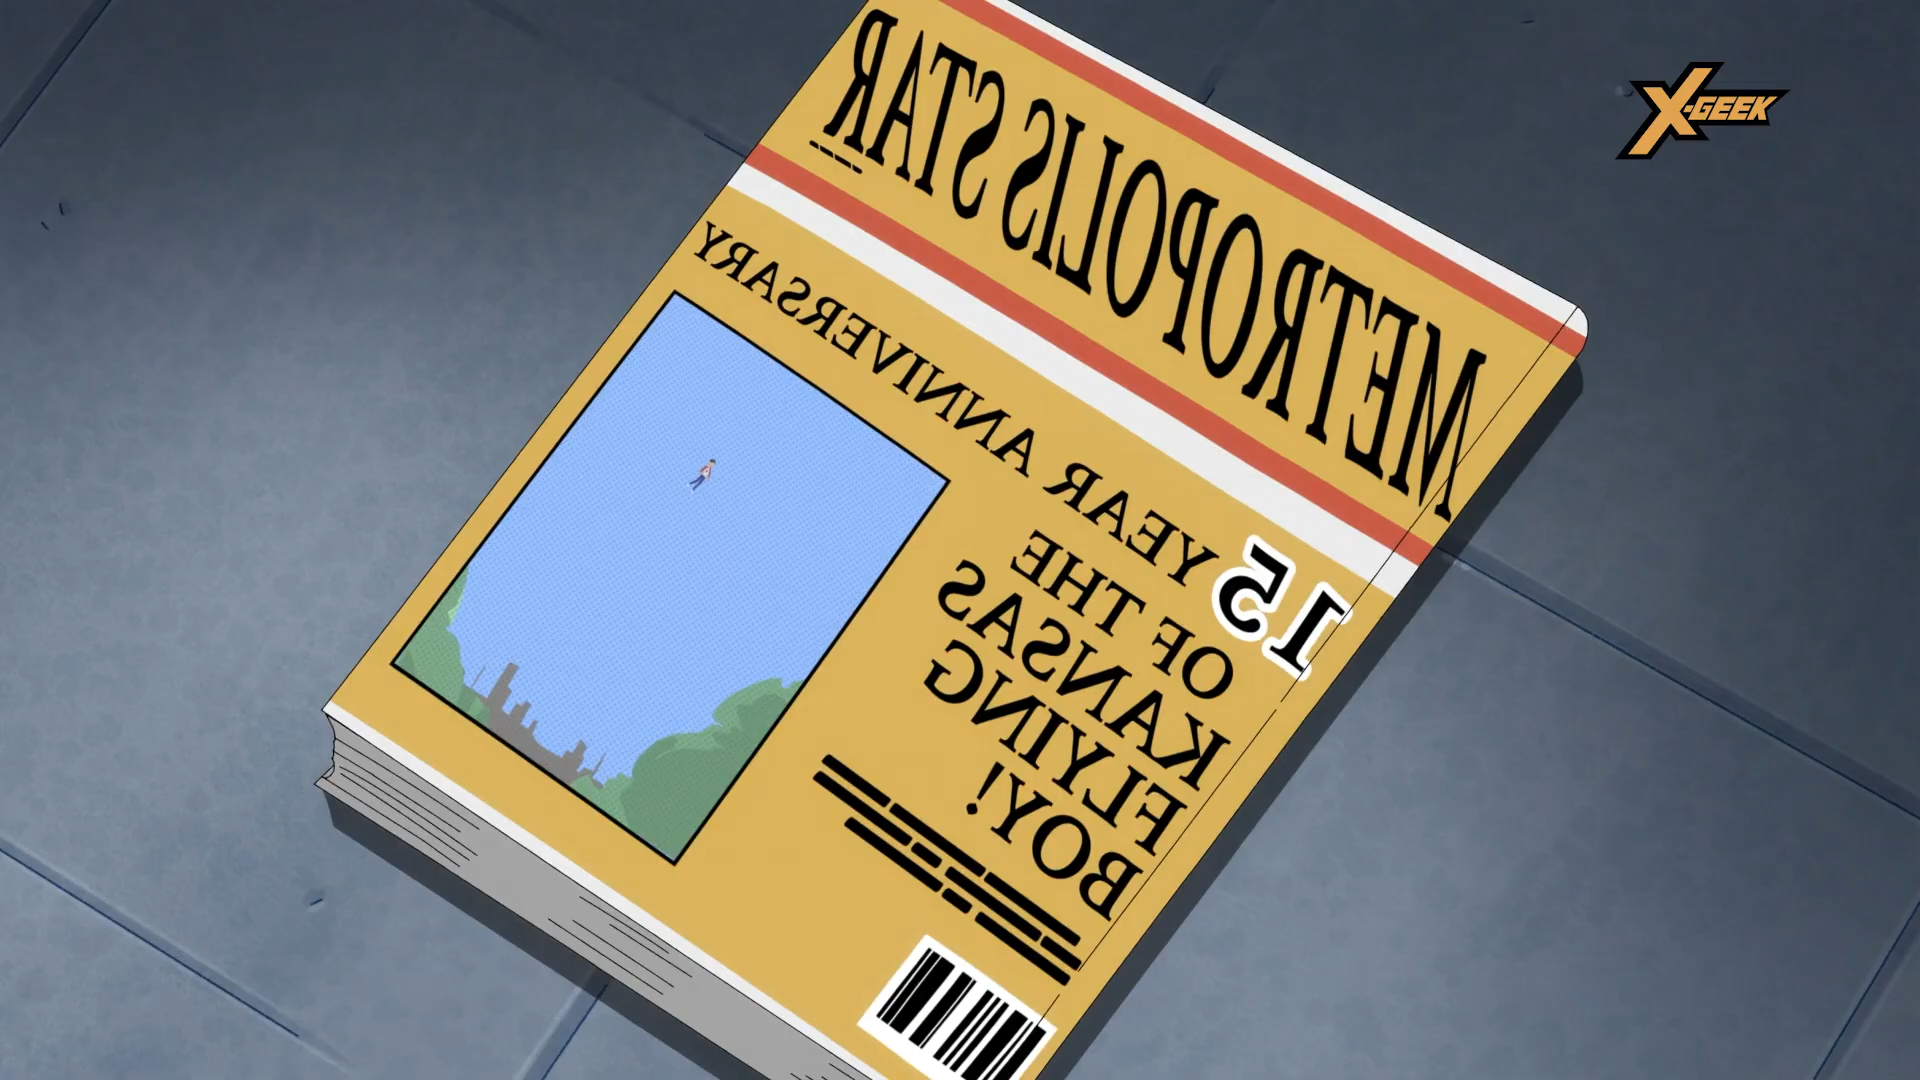 METROPOLIS STAR
15 YEAR ANNIVERSARY
OF THE
KANSAS
FLYING
BOY!
X-GEEK